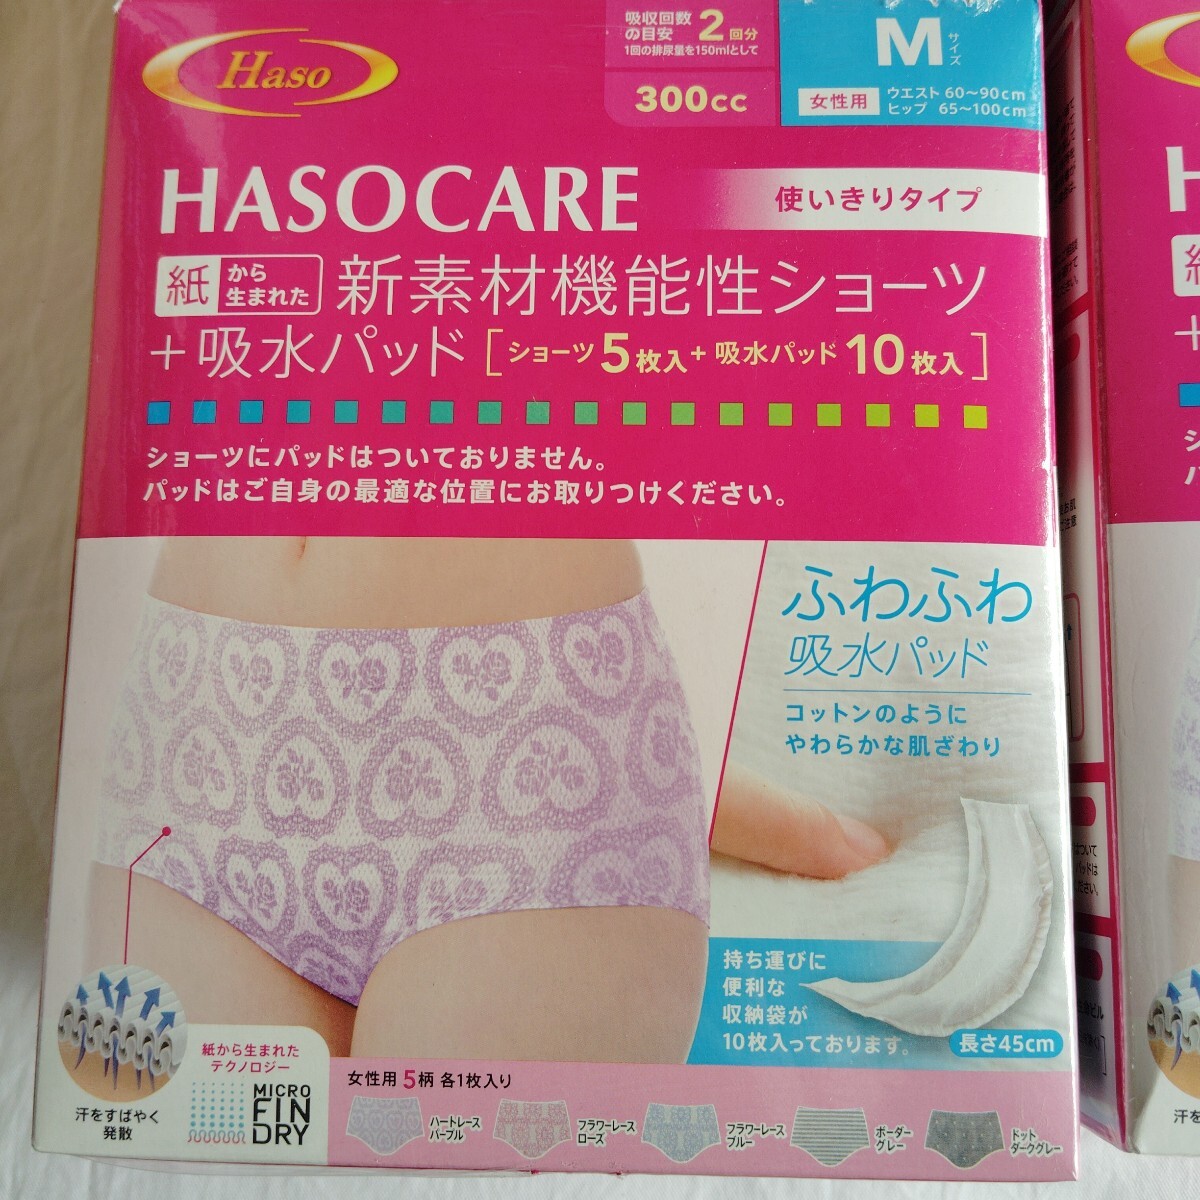 Haso
吸収回数
の目安 2回分
1回の排尿量を150mlとして
300cc
M サイズ
女性用
ウエスト 60〜90cm
ヒップ 65〜100cm
HASOCARE
使いきりタイプ
紙から生まれた 新素材機能性ショーツ
+吸水パッド [ショーツ5枚入+吸水パッド10枚入]
ショーツにパッドはついておりません。
パッドはご自身の最適な位置にお取りつけください。
ふわふわ
吸水パッド
コットンのように
やわらかな肌ざわり
持ち運びに
便利な
収納袋が
10枚入っております。
長さ45cm
汗をすばやく
発散
紙から生まれた
テクノロジー
MICRO
FIN
DRY
女性用5柄 各1枚入り
ハートレース
パープル
フラワーレース
ローズ
フラワーレース
ブルー
ボーダー
グレー
ドット
ダークグレー